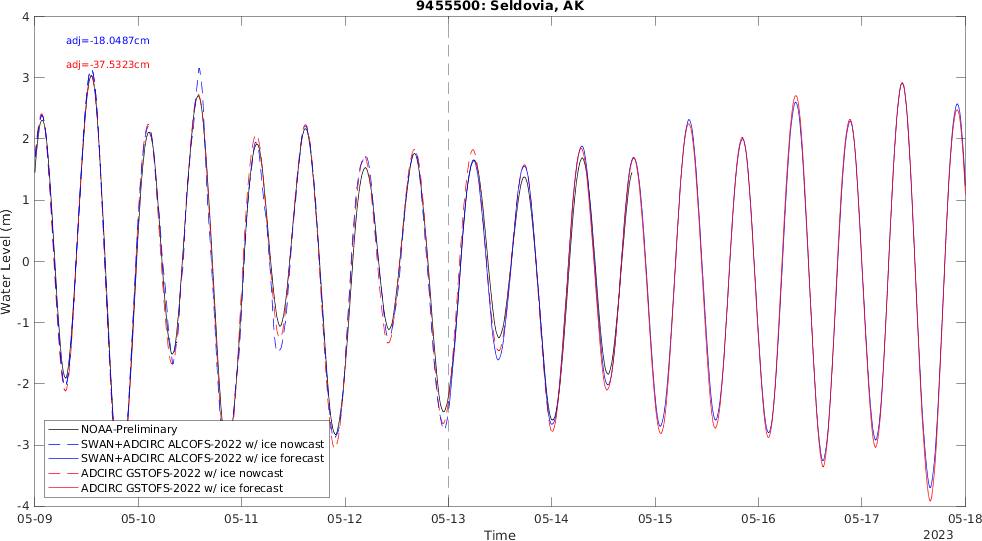 9455500: Seldovia, AK
adj=-18.0487cm
adj=-37.5323cm
Water Level (m)
4
3
2
1
0
-1
-2
-3
-4
NOAA-Preliminary
SWAN+ADCIRC ALCOFS-2022 w/ ice nowcast
SWAN+ADCIRC ALCOFS-2022 w/ ice forecast
ADCIRC GSTOFS-2022 w/ ice nowcast
ADCIRC GSTOFS-2022 w/ ice forecast
05-09 05-10 05-11 05-12 05-13 05-14 05-15 05-16 05-17 05-18
Time
2023